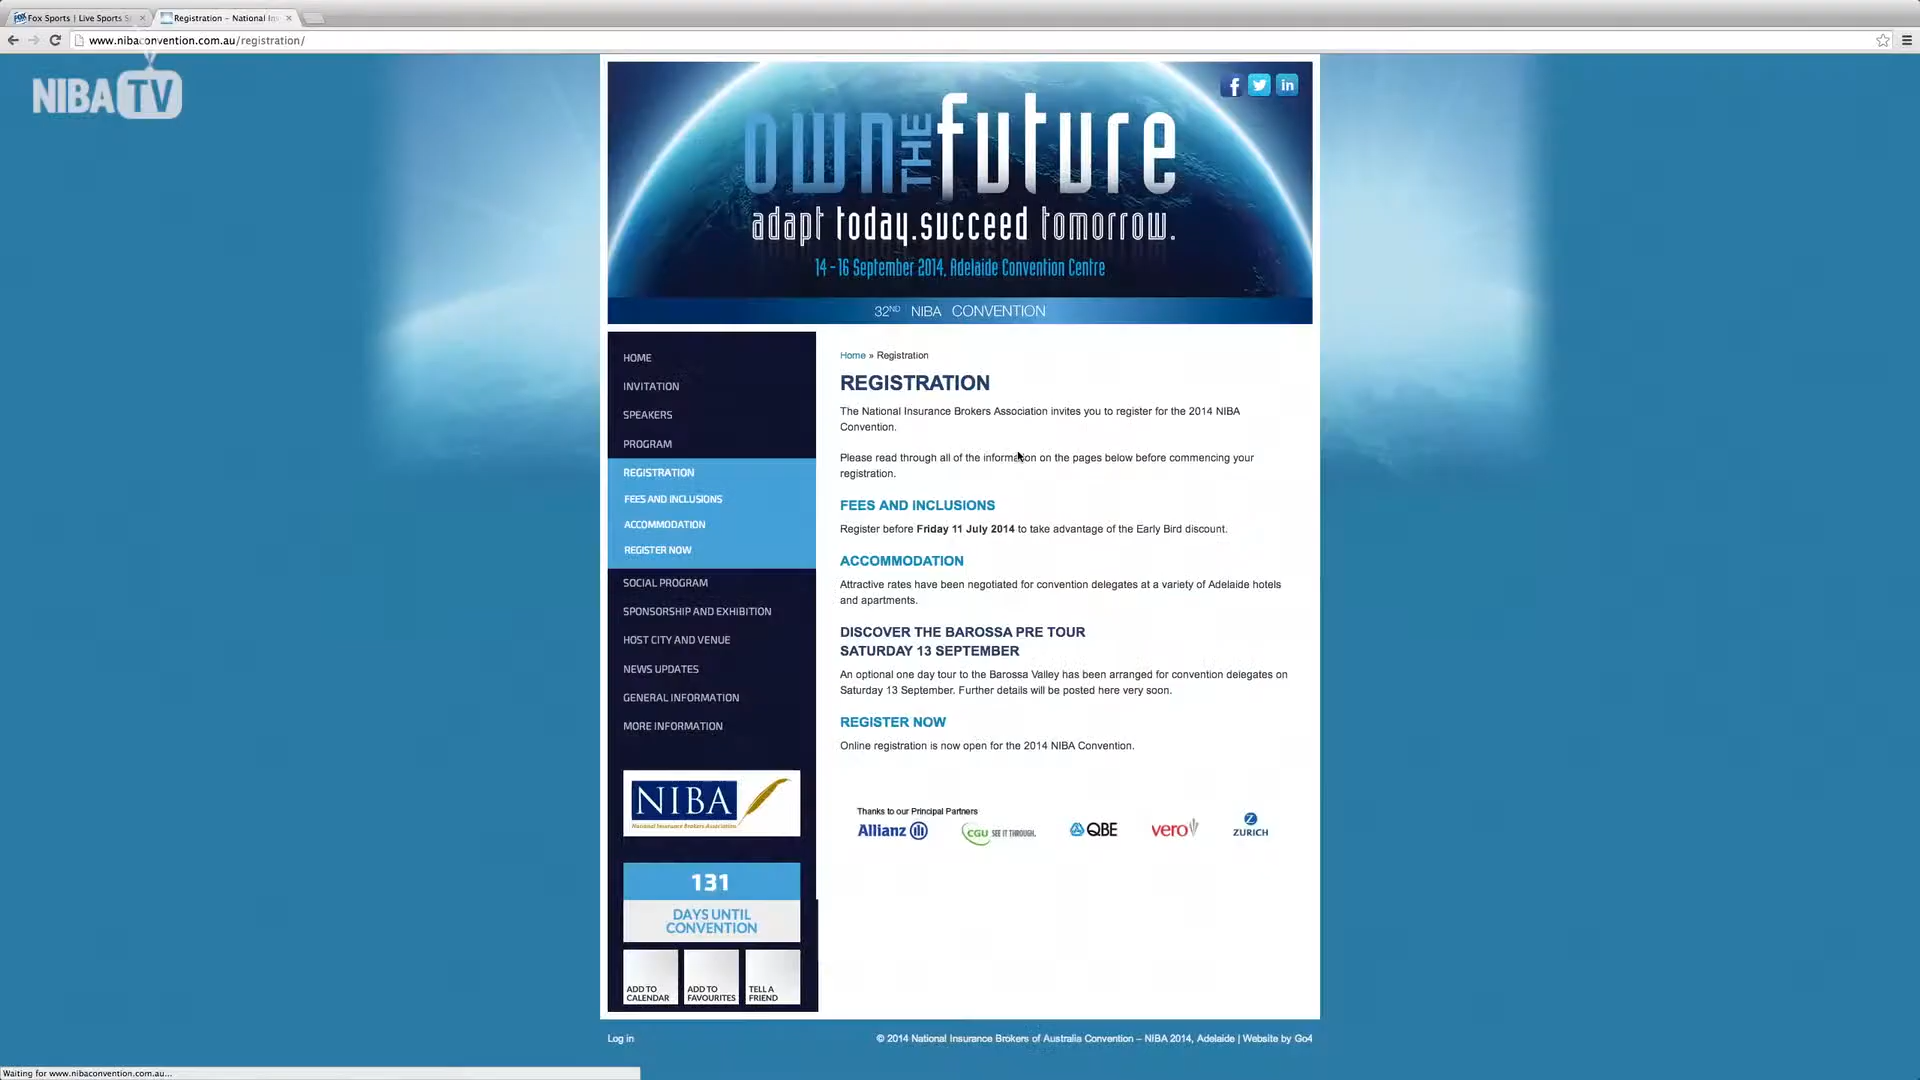 Fox Sports | Live Sports S
Registration – National In
www.nibaconvention.com.au/registration/
NIBA TV
own THE future
adapt today.succeed tomorrow.
14 - 16 September 2014, Adelaide Convention Centre
32ND NIBA CONVENTION
HOME
INVITATION
SPEAKERS
PROGRAM
REGISTRATION
FEES AND INCLUSIONS
ACCOMMODATION
REGISTER NOW
SOCIAL PROGRAM
SPONSORSHIP AND EXHIBITION
HOST CITY AND VENUE
NEWS UPDATES
GENERAL INFORMATION
MORE INFORMATION
NIBA
National Insurance Brokers Association
131
DAYS UNTIL
CONVENTION
ADD TO
CALENDAR
ADD TO
FAVOURITES
TELL A
FRIEND
Home » Registration
REGISTRATION
The National Insurance Brokers Association invites you to register for the 2014 NIBA
Convention.
Please read through all of the information on the pages below before commencing your
registration.
FEES AND INCLUSIONS
Register before Friday 11 July 2014 to take advantage of the Early Bird discount.
ACCOMMODATION
Attractive rates have been negotiated for convention delegates at a variety of Adelaide hotels
and apartments.
DISCOVER THE BAROSSA PRE TOUR
SATURDAY 13 SEPTEMBER
An optional one day tour to the Barossa Valley has been arranged for convention delegates on
Saturday 13 September. Further details will be posted here very soon.
REGISTER NOW
Online registration is now open for the 2014 NIBA Convention.
Thanks to our Principal Partners
Allianz CGU SEE IT THROUGH. QBE vero ZURICH
Log in
© 2014 National Insurance Brokers of Australia Convention – NIBA 2014, Adelaide | Website by Go4
Waiting for www.nibaconvention.com.au...